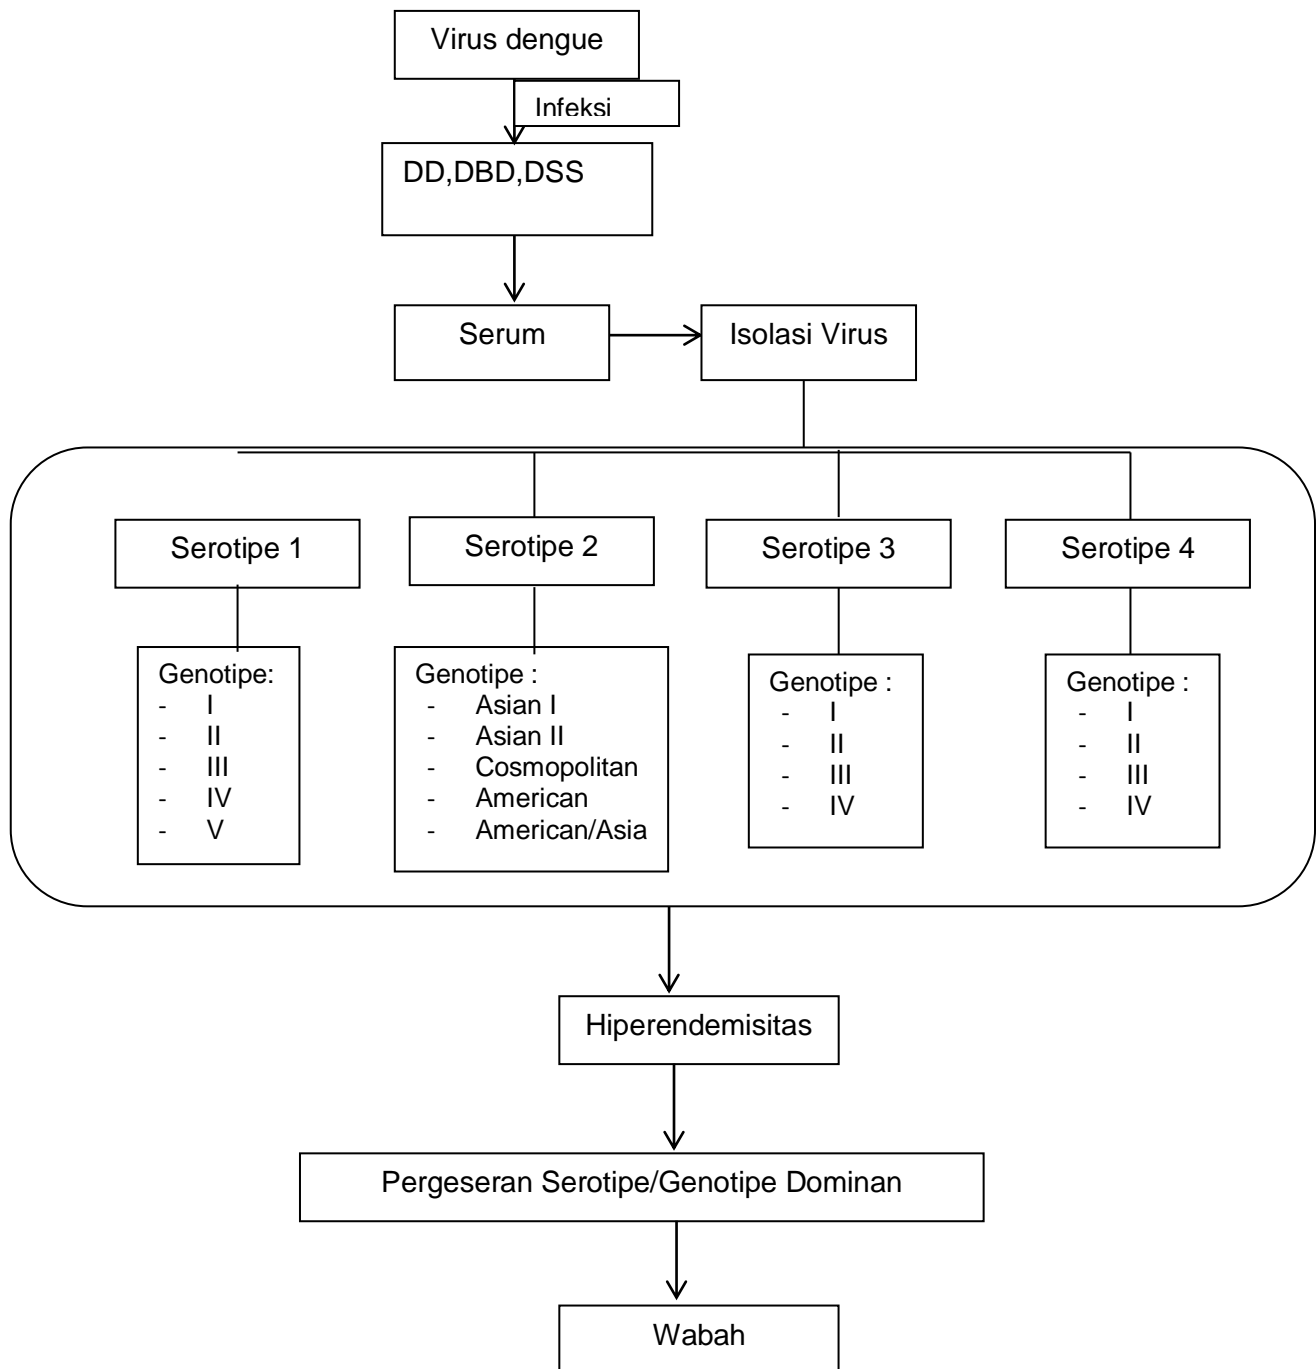 Virus dengue
Infeksi
DD,DBD,DSS
Serum
Isolasi Virus
Serotipe 1
Serotipe 2
Serotipe 3
Serotipe 4
Genotipe:
- I
- II
- III
- IV
- V
Genotipe :
- Asian I
- Asian II
- Cosmopolitan
- American
- American/Asia
Genotipe :
- I
- II
- III
- IV
Genotipe :
- I
- II
- III
- IV
Hiperendemisitas
Pergeseran Serotipe/Genotipe Dominan
Wabah